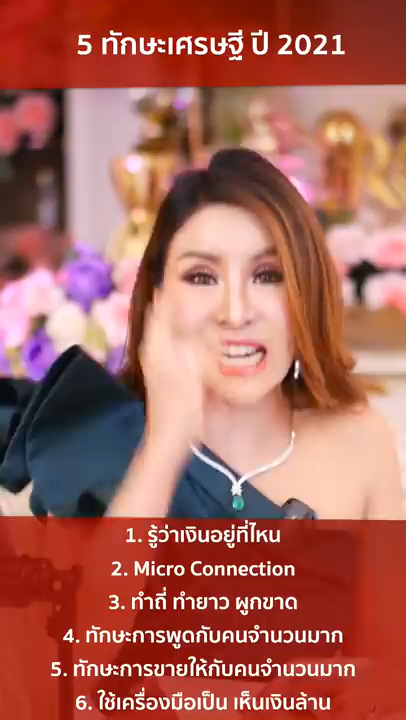 5 ทักษะเศรษฐี ปี 2021
1. รู้ว่าเงินอยู่ที่ไหน
2. Micro Connection
3. ทำถี่ ทำยาว ผูกขาด
4. ทักษะการพูดกับคนจำนวนมาก
5. ทักษะการขายให้กับคนจำนวนมาก
6. ใช้เครื่องมือเป็น เห็นเงินล้าน